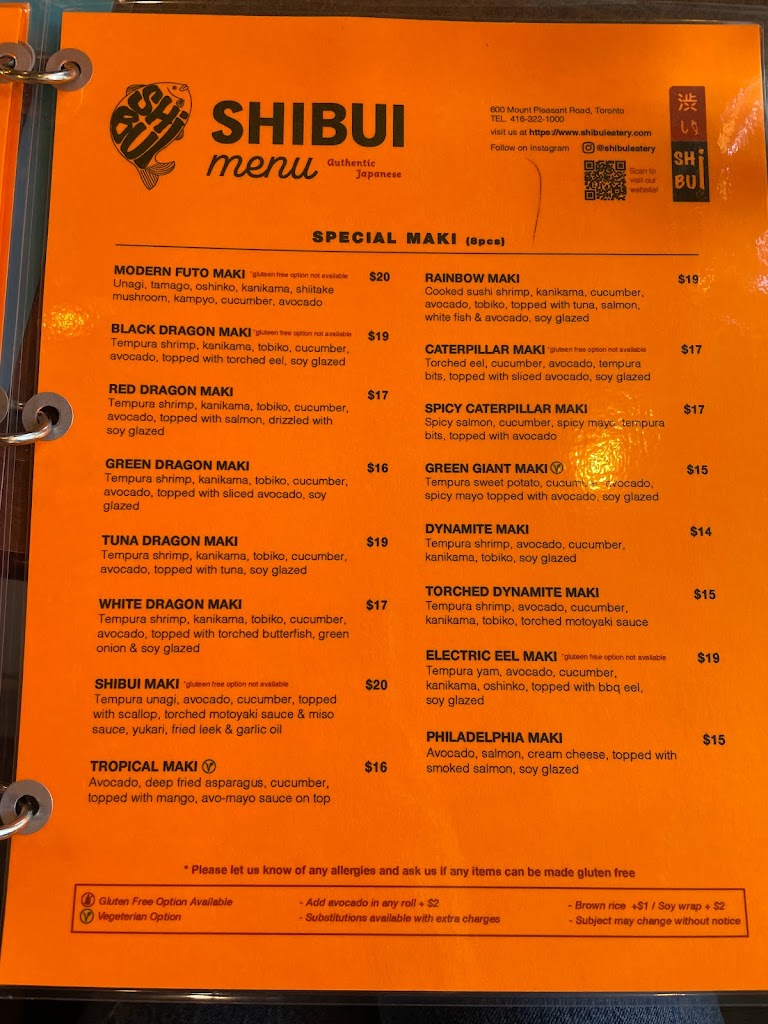 SHIBUI
SHIBUI
menu
Authentic
Japanese
600 Mount Pleasant Road, Toronto
TEL. 416-322-1000
visit us at https://www.shibuieatery.com
Follow on Instagram @shibuieatery
Scan to
visit our
website!
渋
い
SHi
BUi
SPECIAL MAKI (8pcs)
MODERN FUTO MAKI *gluteen free option not available $20
Unagi, tamago, oshinko, kanikama, shiitake
mushroom, kampyo, cucumber, avocado
BLACK DRAGON MAKI *gluteen free option not available $19
Tempura shrimp, kanikama, tobiko, cucumber,
avocado, topped with torched eel, soy glazed
RED DRAGON MAKI $17
Tempura shrimp, kanikama, tobiko, cucumber,
avocado, topped with salmon, drizzled with
soy glazed
GREEN DRAGON MAKI $16
Tempura shrimp, kanikama, tobiko, cucumber,
avocado, topped with sliced avocado, soy
glazed
TUNA DRAGON MAKI $19
Tempura shrimp, kanikama, tobiko, cucumber,
avocado, topped with tuna, soy glazed
WHITE DRAGON MAKI $17
Tempura shrimp, kanikama, tobiko, cucumber,
avocado, topped with torched butterfish, green
onion & soy glazed
SHIBUI MAKI *gluteen free option not available $20
Tempura unagi, avocado, cucumber, topped
with scallop, torched motoyaki sauce & miso
sauce, yukari, fried leek & garlic oil
TROPICAL MAKI $16
Avocado, deep fried asparagus, cucumber,
topped with mango, avo-mayo sauce on top
RAINBOW MAKI $19
Cooked sushi shrimp, kanikama, cucumber,
avocado, tobiko, topped with tuna, salmon,
white fish & avocado, soy glazed
CATERPILLAR MAKI *gluteen free option not available $17
Torched eel, cucumber, avocado, tempura
bits, topped with sliced avocado, soy glazed
SPICY CATERPILLAR MAKI $17
Spicy salmon, cucumber, spicy mayo, tempura
bits, topped with avocado
GREEN GIANT MAKI $15
Tempura sweet potato, cucumber, avocado,
spicy mayo topped with avocado, soy glazed
DYNAMITE MAKI $14
Tempura shrimp, avocado, cucumber,
kanikama, tobiko, soy glazed
TORCHED DYNAMITE MAKI $15
Tempura shrimp, avocado, cucumber,
kanikama, tobiko, torched motoyaki sauce
ELECTRIC EEL MAKI *gluteen free option not available $19
Tempura yam, avocado, cucumber,
kanikama, oshinko, topped with bbq eel,
soy glazed
PHILADELPHIA MAKI $15
Avocado, salmon, cream cheese, topped with
smoked salmon, soy glazed
* Please let us know of any allergies and ask us if any items can be made gluten free
Gluten Free Option Available
Vegeterian Option
- Add avocado in any roll + $2
- Substitutions available with extra charges
- Brown rice +$1 / Soy wrap + $2
- Subject may change without notice